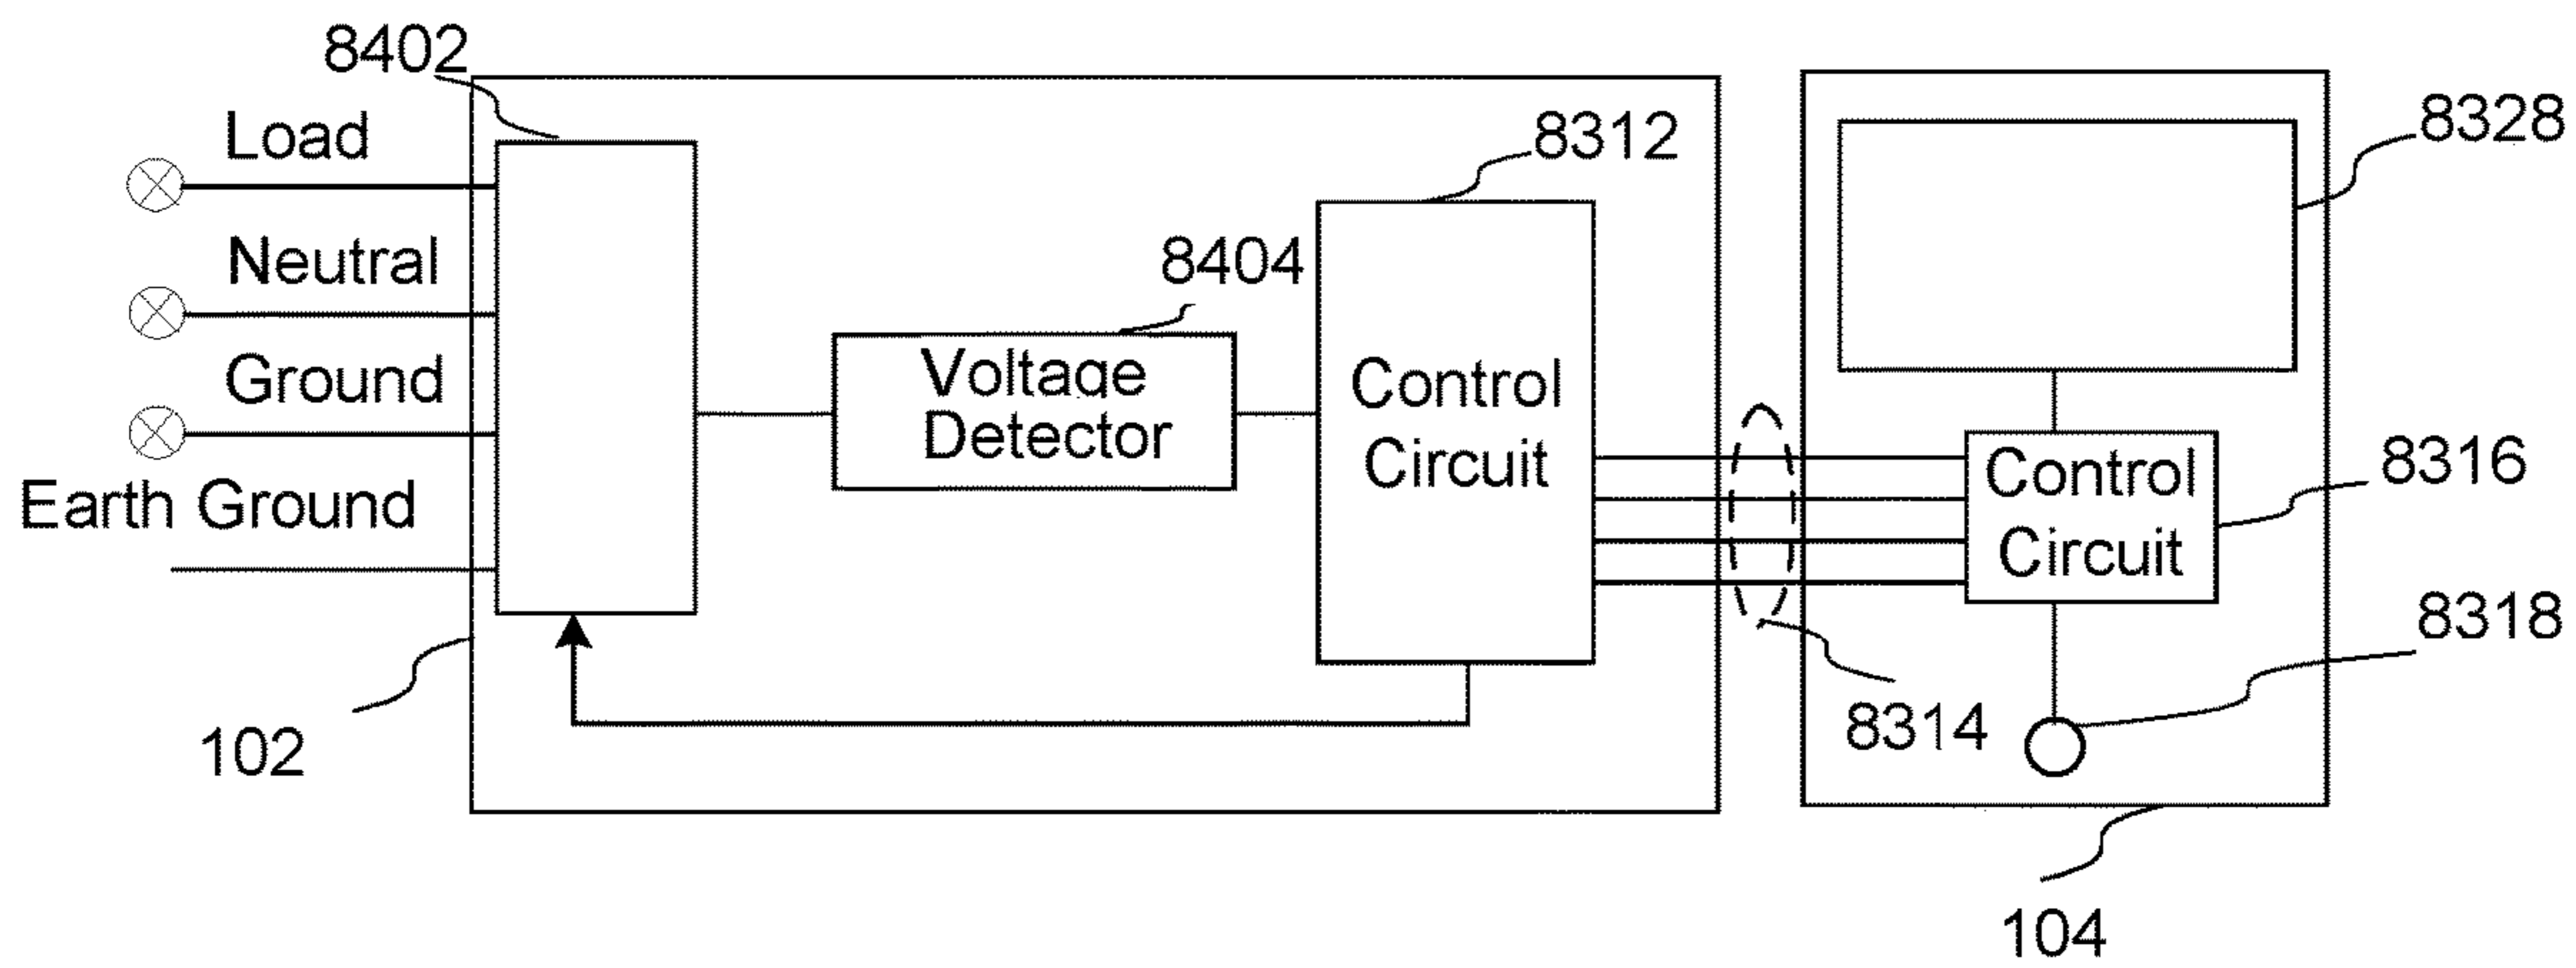 8402
Load
8312
8328
Neutral
8404
Ground
Voltage
Detector
Control
Circuit
Control
Circuit
8316
Earth Ground
8318
8314
102
104